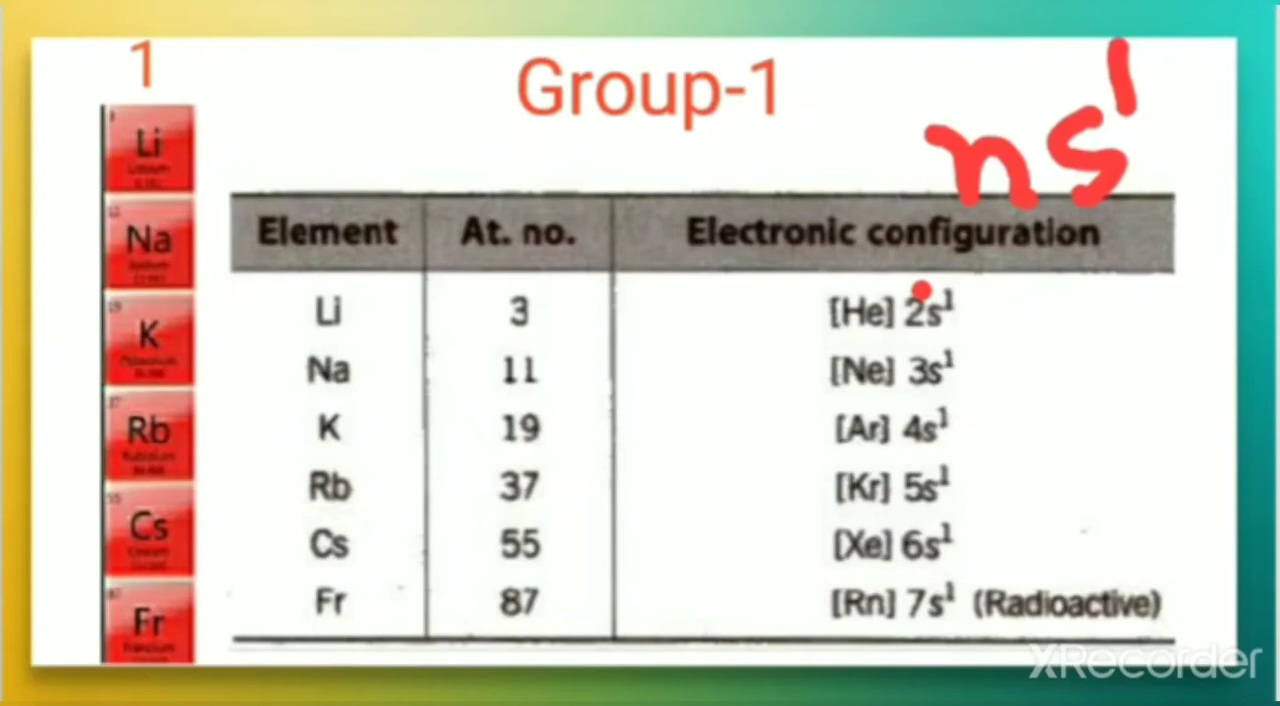 1
Group-1
ns¹
Li
Na
K
Rb
Cs
Fr
Element At. no. Electronic configuration
Li 3 [He] 2s¹
Na 11 [Ne] 3s¹
K 19 [Ar] 4s¹
Rb 37 [Kr] 5s¹
Cs 55 [Xe] 6s¹
Fr 87 [Rn] 7s¹ (Radioactive)
XRecorder